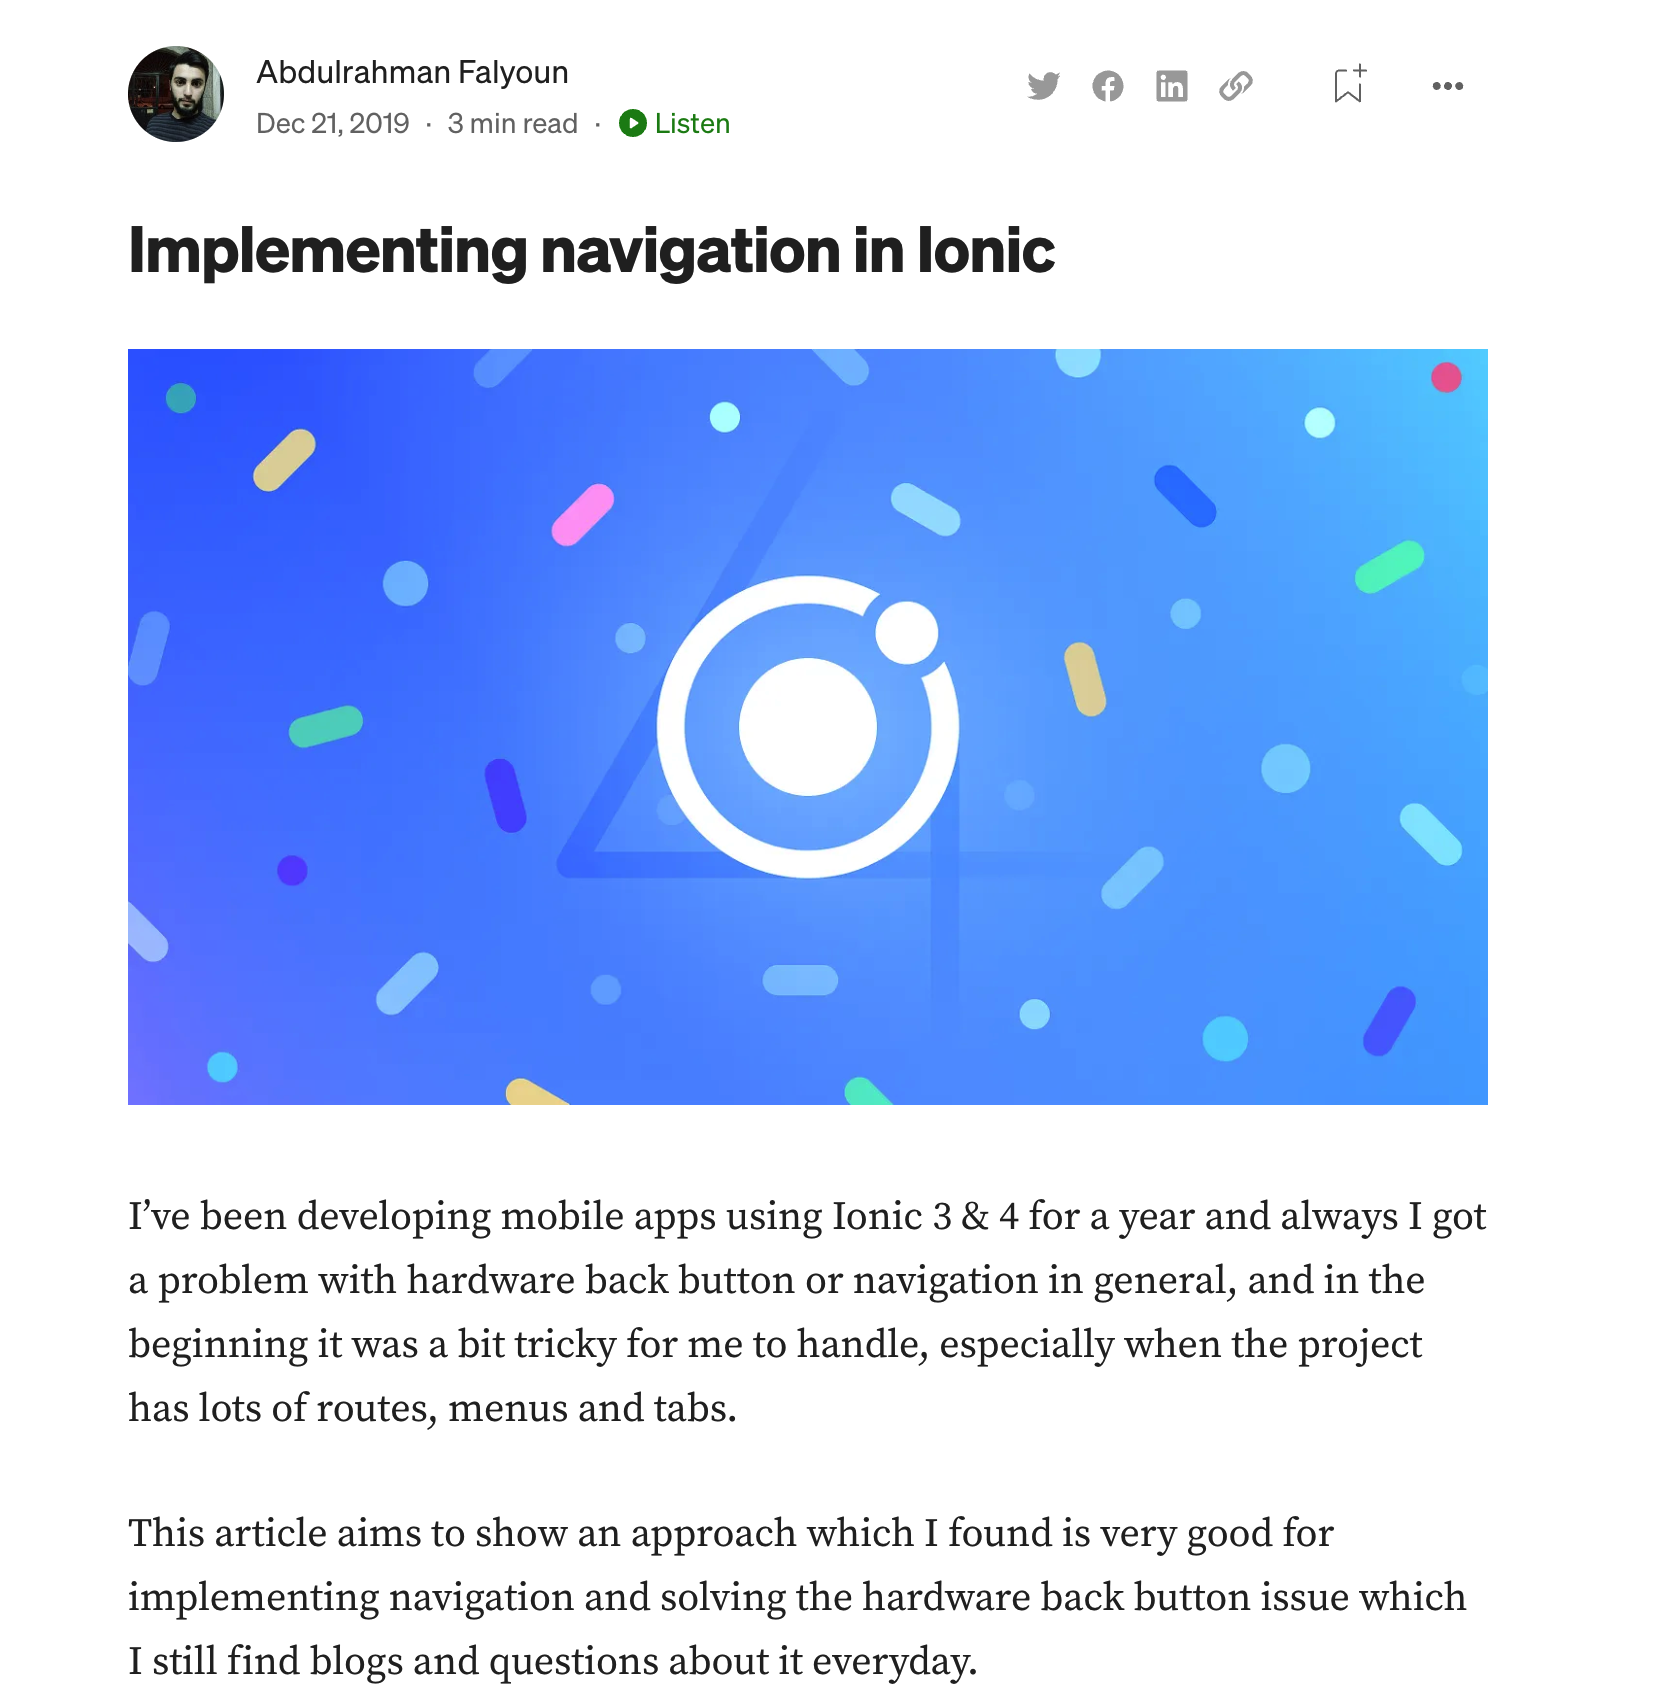 Abdulrahman Falyoun
Dec 21, 2019 · 3 min read · Listen
Implementing navigation in Ionic
I’ve been developing mobile apps using Ionic 3 & 4 for a year and always I got
a problem with hardware back button or navigation in general, and in the
beginning it was a bit tricky for me to handle, especially when the project
has lots of routes, menus and tabs.
This article aims to show an approach which I found is very good for
implementing navigation and solving the hardware back button issue which
I still find blogs and questions about it everyday.